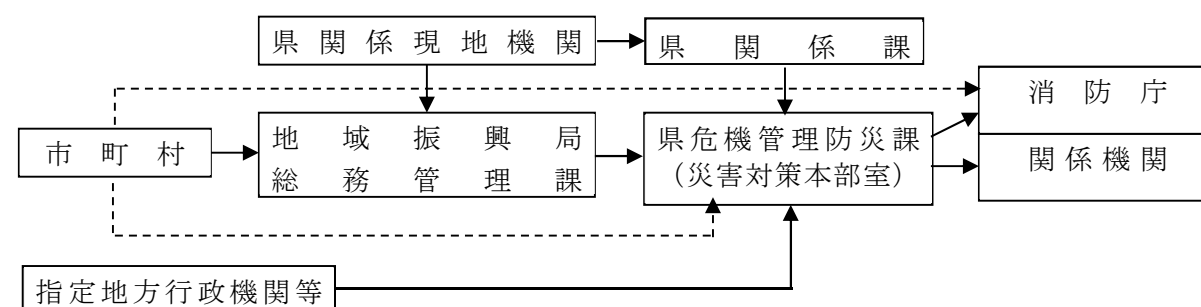 県関係現地機関
県関係課
消防庁
市町村
地域振興局
総務管理課
県危機管理防災課
（災害対策本部室）
関係機関
指定地方行政機関等